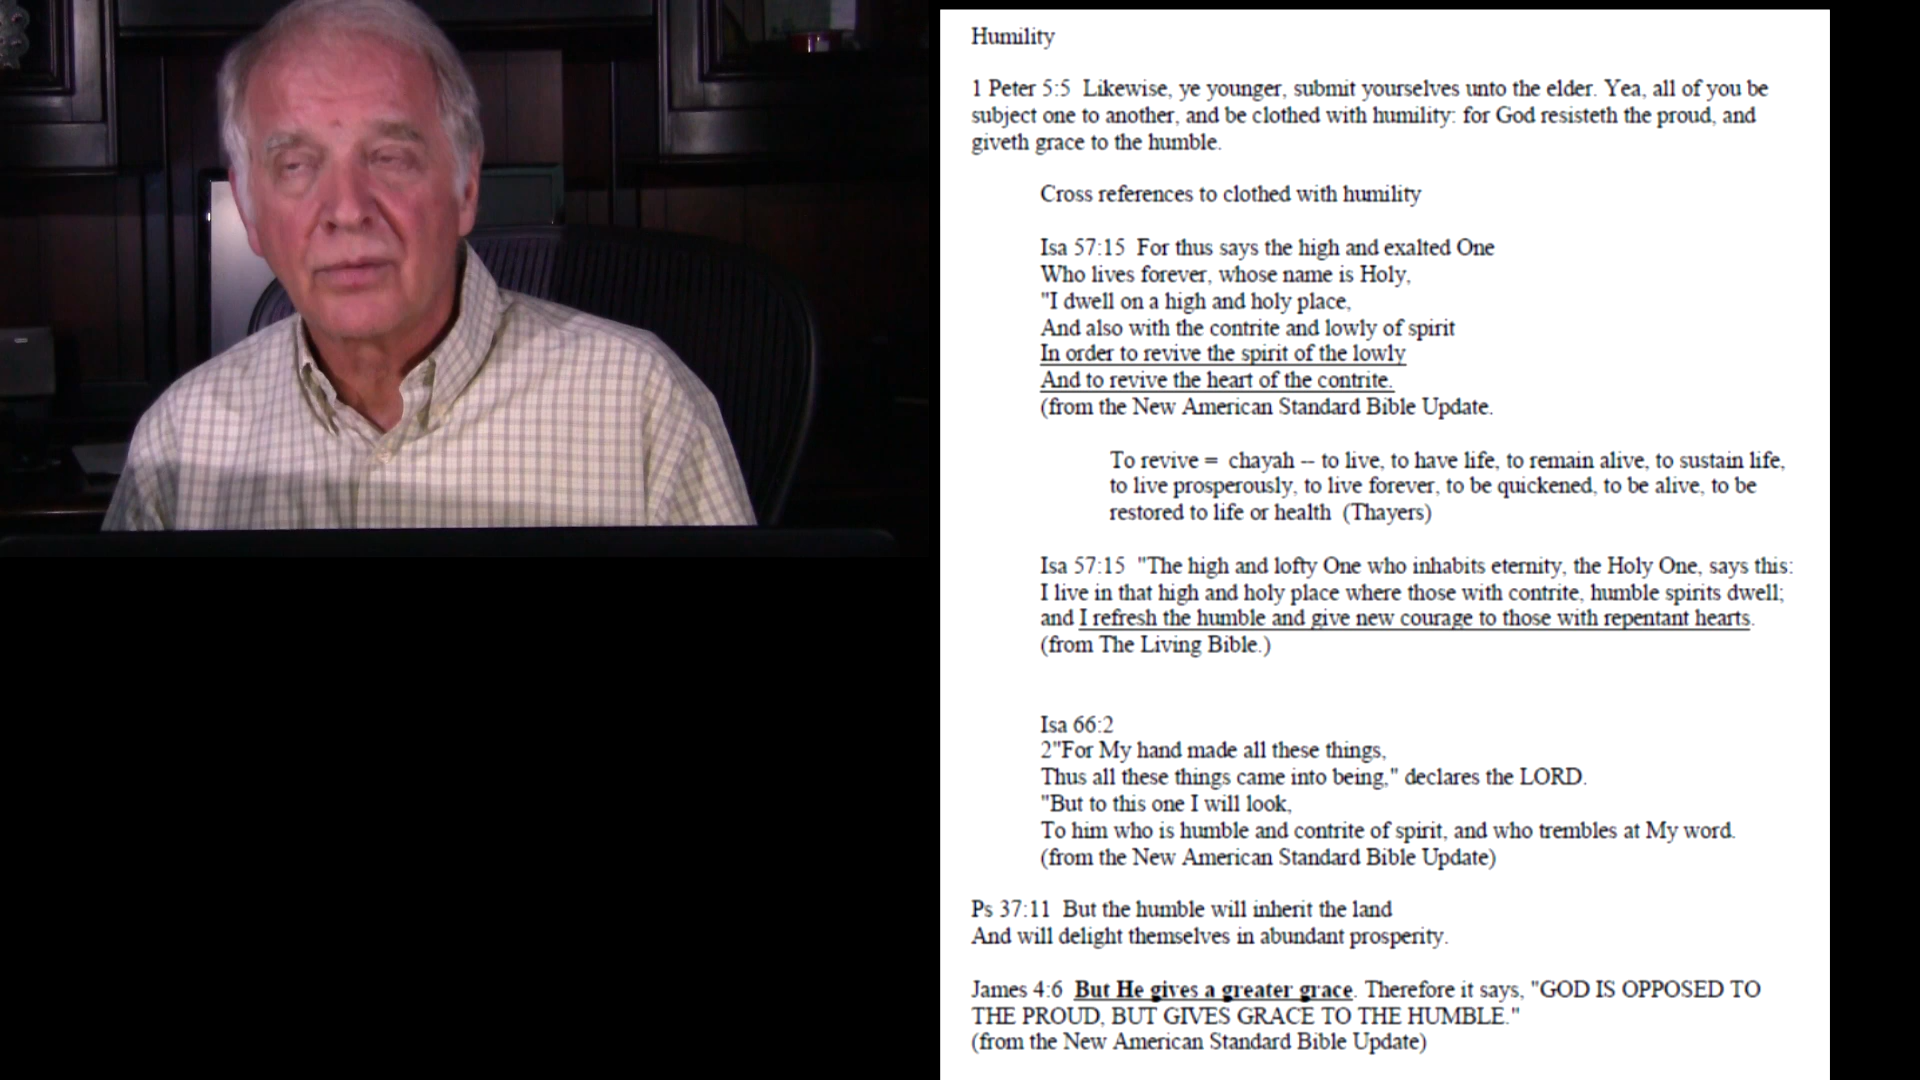 Humility
1 Peter 5:5 Likewise, ye younger, submit yourselves unto the elder. Yea, all of you be
subject one to another, and be clothed with humility: for God resisteth the proud, and
giveth grace to the humble.
Cross references to clothed with humility
Isa 57:15 For thus says the high and exalted One
Who lives forever, whose name is Holy,
"I dwell on a high and holy place,
And also with the contrite and lowly of spirit
In order to revive the spirit of the lowly
And to revive the heart of the contrite.
(from the New American Standard Bible Update.
To revive = chayah -- to live, to have life, to remain alive, to sustain life,
to live prosperously, to live forever, to be quickened, to be alive, to be
restored to life or health (Thayers)
Isa 57:15 "The high and lofty One who inhabits eternity, the Holy One, says this:
I live in that high and holy place where those with contrite, humble spirits dwell;
and I refresh the humble and give new courage to those with repentant hearts.
(from The Living Bible.)
Isa 66:2
2"For My hand made all these things,
Thus all these things came into being," declares the LORD.
"But to this one I will look,
To him who is humble and contrite of spirit, and who trembles at My word.
(from the New American Standard Bible Update)
Ps 37:11 But the humble will inherit the land
And will delight themselves in abundant prosperity.
James 4:6 But He gives a greater grace. Therefore it says, "GOD IS OPPOSED TO
THE PROUD, BUT GIVES GRACE TO THE HUMBLE."
(from the New American Standard Bible Update)